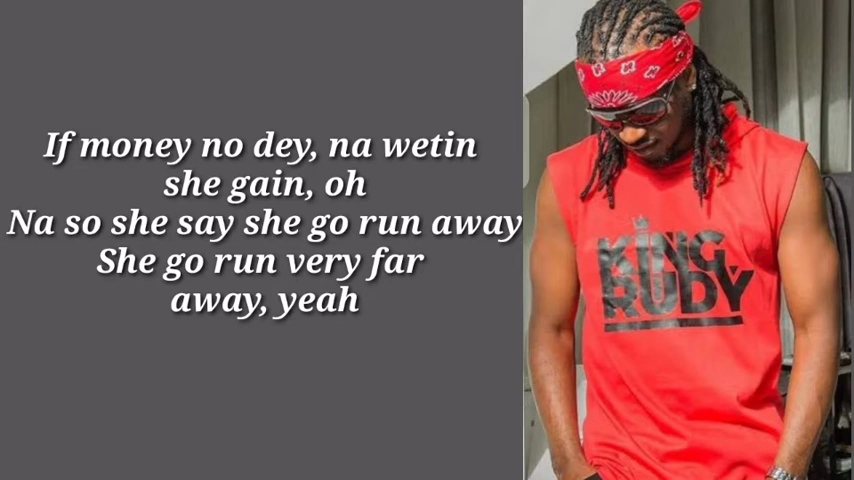 If money no dey, na wetin
she gain, oh
Na so she say she go run away
She go run very far
away, yeah
KING
RUDY